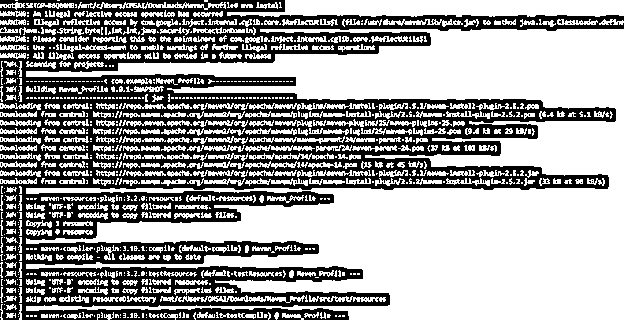 root@DESKTOP-B6Q0MHD:/mnt/c/Users/OMSAI/Downloads/Maven_Profile# mvn install
WARNING: An illegal reflective access operation has occurred
WARNING: Illegal reflective access by com.google.inject.internal.cglib.core.$ReflectUtils$1 (file:/usr/share/maven/lib/guice.jar) to method java.lang.ClassLoader.define
Class(java.lang.String,byte[],int,int,java.security.ProtectionDomain)
WARNING: Please consider reporting this to the maintainers of com.google.inject.internal.cglib.core.$ReflectUtils$1
WARNING: Use --illegal-access=warn to enable warnings of further illegal reflective access operations
WARNING: All illegal access operations will be denied in a future release
[INFO] Scanning for projects...
[INFO]
[INFO] ---------------------< com.example:Maven_Profile >---------------------
[INFO] Building Maven_Profile 0.0.1-SNAPSHOT
[INFO] --------------------------------[ jar ]---------------------------------
Downloading from central: https://repo.maven.apache.org/maven2/org/apache/maven/plugins/maven-install-plugin/2.5.2/maven-install-plugin-2.5.2.pom
Downloaded from central: https://repo.maven.apache.org/maven2/org/apache/maven/plugins/maven-install-plugin/2.5.2/maven-install-plugin-2.5.2.pom (6.4 kB at 5.1 kB/s)
Downloading from central: https://repo.maven.apache.org/maven2/org/apache/maven/plugins/maven-plugins/25/maven-plugins-25.pom
Downloaded from central: https://repo.maven.apache.org/maven2/org/apache/maven/plugins/maven-plugins/25/maven-plugins-25.pom (9.6 kB at 29 kB/s)
Downloading from central: https://repo.maven.apache.org/maven2/org/apache/maven/maven-parent/24/maven-parent-24.pom
Downloaded from central: https://repo.maven.apache.org/maven2/org/apache/maven/maven-parent/24/maven-parent-24.pom (37 kB at 102 kB/s)
Downloading from central: https://repo.maven.apache.org/maven2/org/apache/apache/14/apache-14.pom
Downloaded from central: https://repo.maven.apache.org/maven2/org/apache/apache/14/apache-14.pom (15 kB at 45 kB/s)
Downloading from central: https://repo.maven.apache.org/maven2/org/apache/maven/plugins/maven-install-plugin/2.5.2/maven-install-plugin-2.5.2.jar
Downloaded from central: https://repo.maven.apache.org/maven2/org/apache/maven/plugins/maven-install-plugin/2.5.2/maven-install-plugin-2.5.2.jar (33 kB at 96 kB/s)
[INFO]
[INFO] --- maven-resources-plugin:3.2.0:resources (default-resources) @ Maven_Profile ---
[INFO] Using 'UTF-8' encoding to copy filtered resources.
[INFO] Using 'UTF-8' encoding to copy filtered properties files.
[INFO] Copying 1 resource
[INFO] Copying 0 resource
[INFO]
[INFO] --- maven-compiler-plugin:3.10.1:compile (default-compile) @ Maven_Profile ---
[INFO] Nothing to compile - all classes are up to date
[INFO]
[INFO] --- maven-resources-plugin:3.2.0:testResources (default-testResources) @ Maven_Profile ---
[INFO] Using 'UTF-8' encoding to copy filtered resources.
[INFO] Using 'UTF-8' encoding to copy filtered properties files.
[INFO] skip non existing resourceDirectory /mnt/c/Users/OMSAI/Downloads/Maven_Profile/src/test/resources
[INFO]
[INFO] --- maven-compiler-plugin:3.10.1:testCompile (default-testCompile) @ Maven_Profile ---